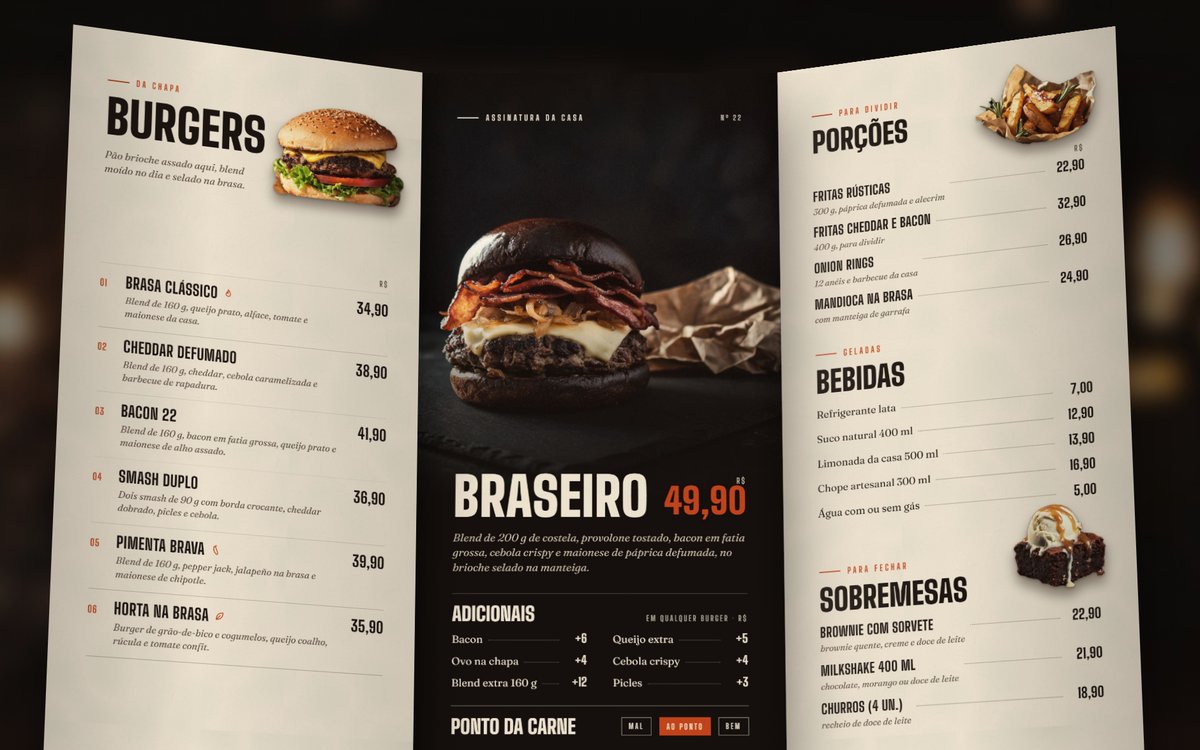 DA CHAPA
BURGERS
Pão brioche assado aqui, blend
moído no dia e selado na brasa.
R$
01 BRASA CLÁSSICO 34,90
Blend de 160 g, queijo prato, alface, tomate e
maionese da casa.
02 CHEDDAR DEFUMADO 38,90
Blend de 160 g, cheddar, cebola caramelizada e
barbecue de rapadura.
03 BACON 22 41,90
Blend de 160 g, bacon em fatia grossa, queijo prato e
maionese de alho assado.
04 SMASH DUPLO 36,90
Dois smash de 90 g com borda crocante, cheddar
dobrado, picles e cebola.
05 PIMENTA BRAVA 39,90
Blend de 160 g, pepper jack, jalapeño na brasa e
maionese de chipotle.
06 HORTA NA BRASA 35,90
Burger de grão-de-bico e cogumelos, queijo coalho,
rúcula e tomate confit.
ASSINATURA DA CASA Nº 22
BRASEIRO R$ 49,90
Blend de 200 g de costela, provolone tostado, bacon em fatia
grossa, cebola crispy e maionese de páprica defumada, no
brioche selado na manteiga.
ADICIONAIS EM QUALQUER BURGER · R$
Bacon +6 Queijo extra +5
Ovo na chapa +4 Cebola crispy +4
Blend extra 160 g +12 Picles +3
PONTO DA CARNE MAL AO PONTO BEM
PARA DIVIDIR
PORÇÕES
R$
FRITAS RÚSTICAS 22,90
300 g, páprica defumada e alecrim
FRITAS CHEDDAR E BACON 32,90
400 g, para dividir
ONION RINGS 26,90
12 anéis e barbecue da casa
MANDIOCA NA BRASA 24,90
com manteiga de garrafa
GELADAS
BEBIDAS
Refrigerante lata 7,00
Suco natural 400 ml 12,90
Limonada da casa 500 ml 13,90
Chope artesanal 300 ml 16,90
Água com ou sem gás 5,00
PARA FECHAR
SOBREMESAS
BROWNIE COM SORVETE 22,90
brownie quente, creme e doce de leite
MILKSHAKE 400 ML 21,90
chocolate, morango ou doce de leite
CHURROS (4 UN.) 18,90
recheio de doce de leite